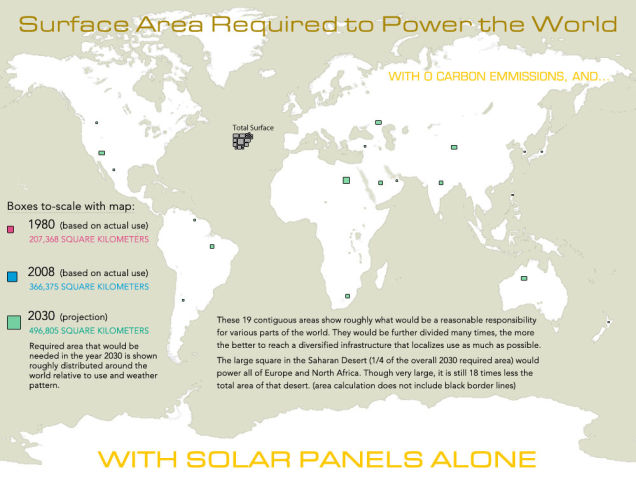 Surface Area Required to Power the World
WITH 0 CARBON EMMISSIONS, AND...
Total Surface
Boxes to-scale with map:
1980 (based on actual use)
207,368 SQUARE KILOMETERS
2008 (based on actual use)
366,375 SQUARE KILOMETERS
2030 (projection)
496,805 SQUARE KILOMETERS
Required area that would be
needed in the year 2030 is shown
roughly distributed around the
world relative to use and weather
pattern.
These 19 contiguous areas show roughly what would be a reasonable responsibility
for various parts of the world. They would be further divided many times, the more
the better to reach a diversified infrastructure that localizes use as much as possible.
The large square in the Saharan Desert (1/4 of the overall 2030 required area) would
power all of Europe and North Africa. Though very large, it is still 18 times less the
total area of that desert. (area calculation does not include black border lines)
WITH SOLAR PANELS ALONE